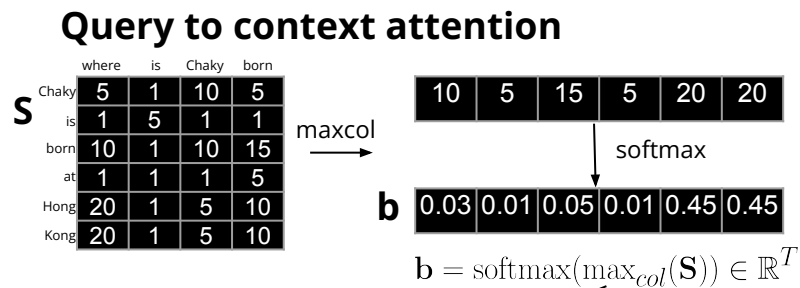 Query to context attention
where is Chaky born
S
Chaky 5 1 10 5
is 1 5 1 1
born 10 1 10 15
at 1 1 1 5
Hong 20 1 5 10
Kong 20 1 5 10
maxcol
10 5 15 5 20 20
softmax
b 0.03 0.01 0.05 0.01 0.45 0.45
b = softmax(max_{col}(S)) ∈ ℝ^T